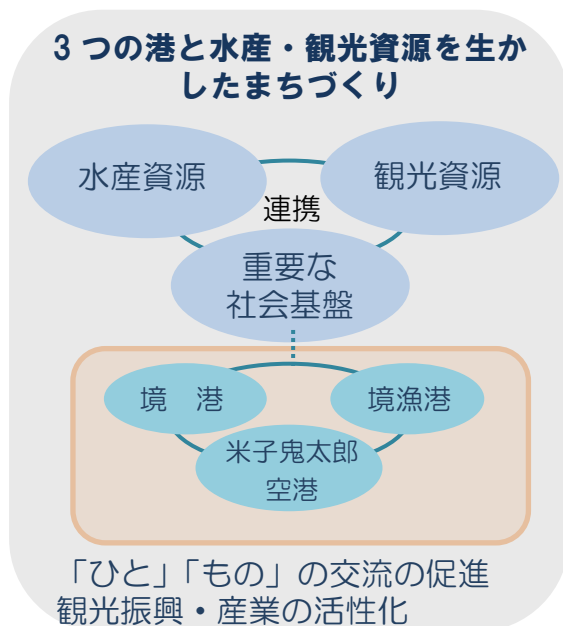 3 つの港と水産・観光資源を生か
したまちづくり
水産資源
観光資源
連携
重要な
社会基盤
境　港
境漁港
米子鬼太郎
空港
「ひと」「もの」の交流の促進
観光振興・産業の活性化